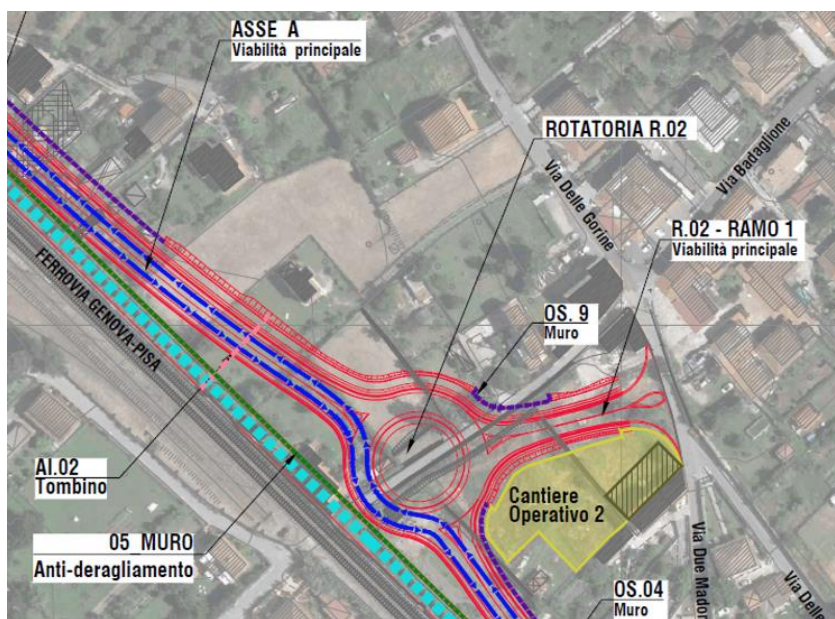 ASSE A
Viabilità principale
ROTATORIA R.02
Via Badaglione
Via Delle Gorine
R.02 - RAMO 1
Viabilità principale
FERROVIA GENOVA-PISA
OS. 9
Muro
AI.02
Tombino
Cantiere
Operativo 2
05_MURO
Anti-deragliamento
Via Due Mador
Via Delle
OS.04
Muro